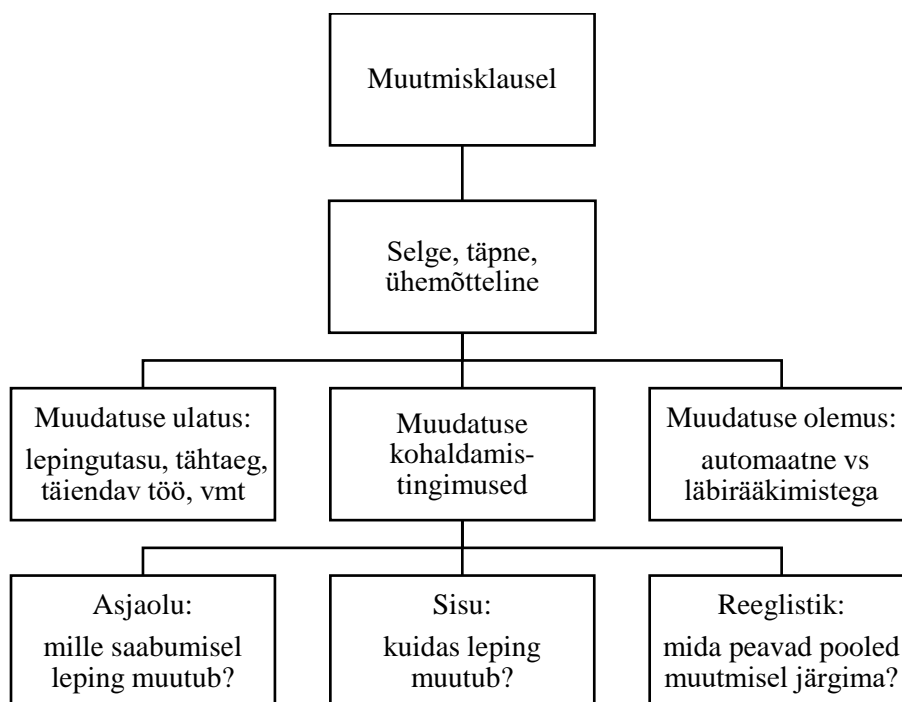 Muutmisklausel
Selge, täpne,
ühemõtteline
Muudatuse ulatus:
lepingutasu, tähtaeg,
täiendav töö, vmt
Muudatuse
kohaldamis-
tingimused
Muudatuse olemus:
automaatne vs
läbirääkimistega
Asjaolu:
mille saabumisel
leping muutub?
Sisu:
kuidas leping
muutub?
Reeglistik:
mida peavad pooled
muutmisel järgima?